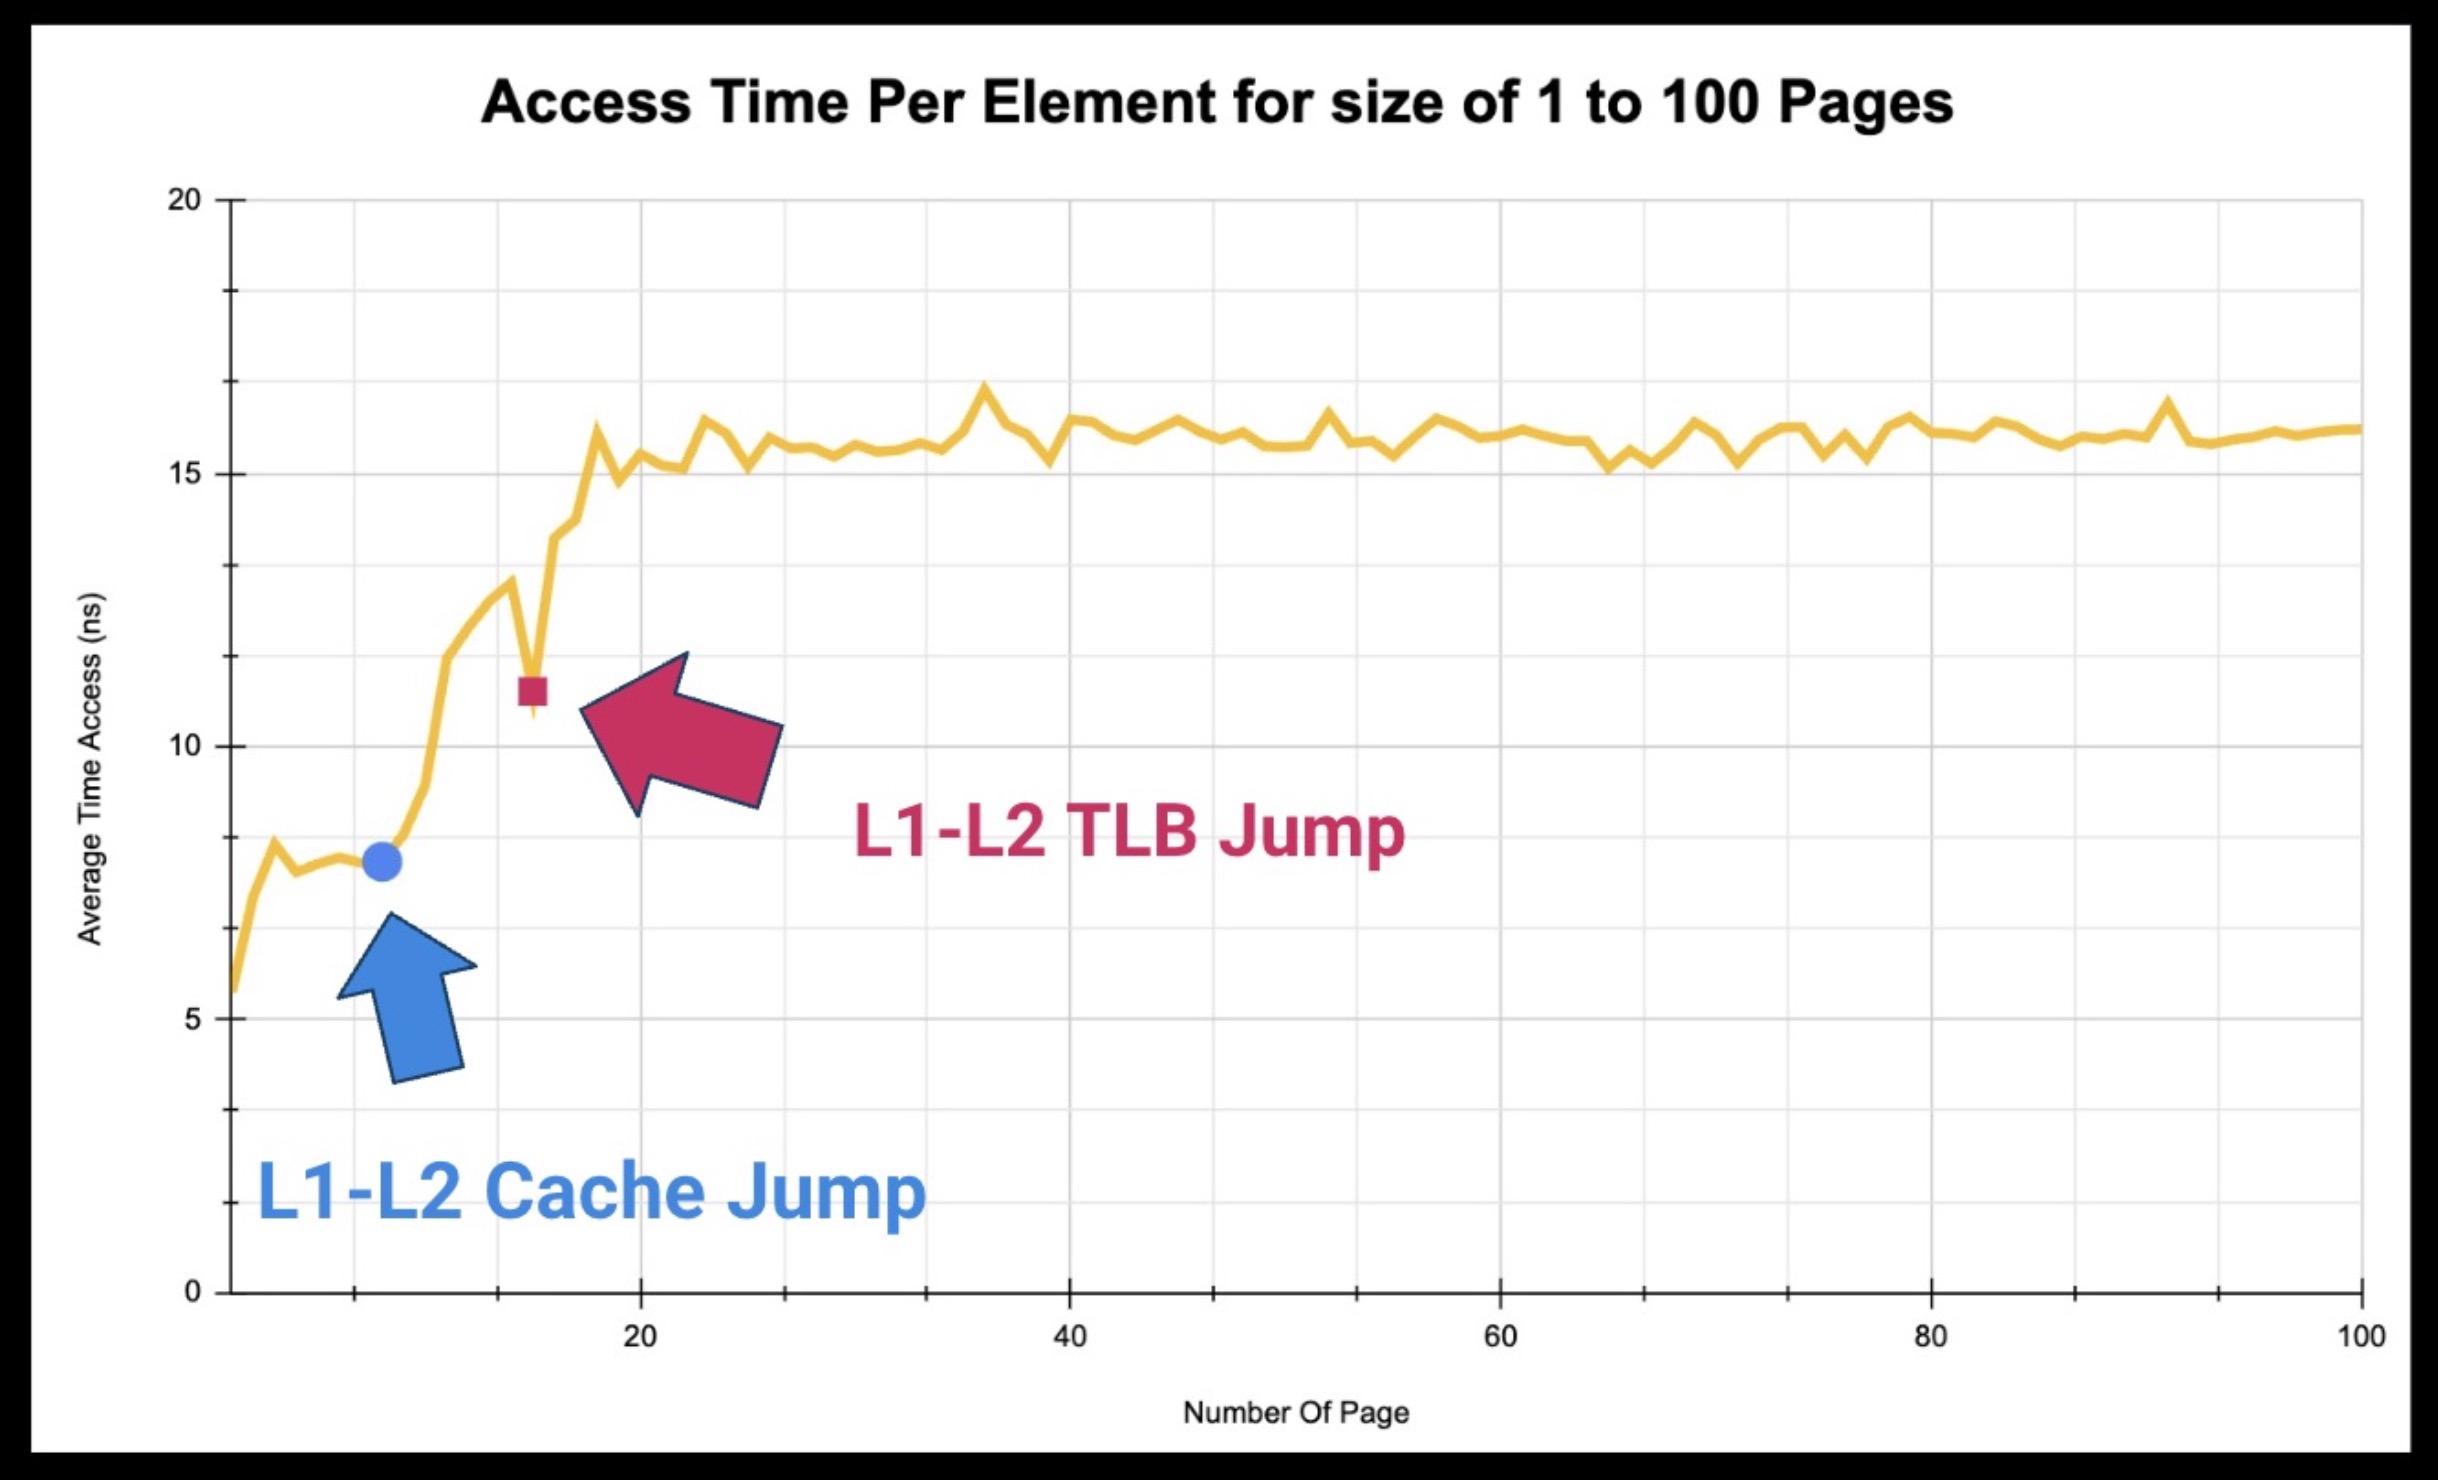 Access Time Per Element for size of 1 to 100 Pages
20
15
10
5
0
Average Time Access (ns)
L1-L2 TLB Jump
L1-L2 Cache Jump
20 40 60 80 100
Number Of Page